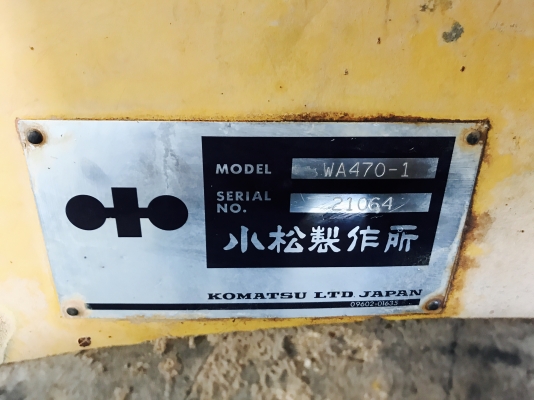 MODEL WA470-1
SERIAL NO. 21064
小松製作所
KOMATSU LTD JAPAN
09602-01635